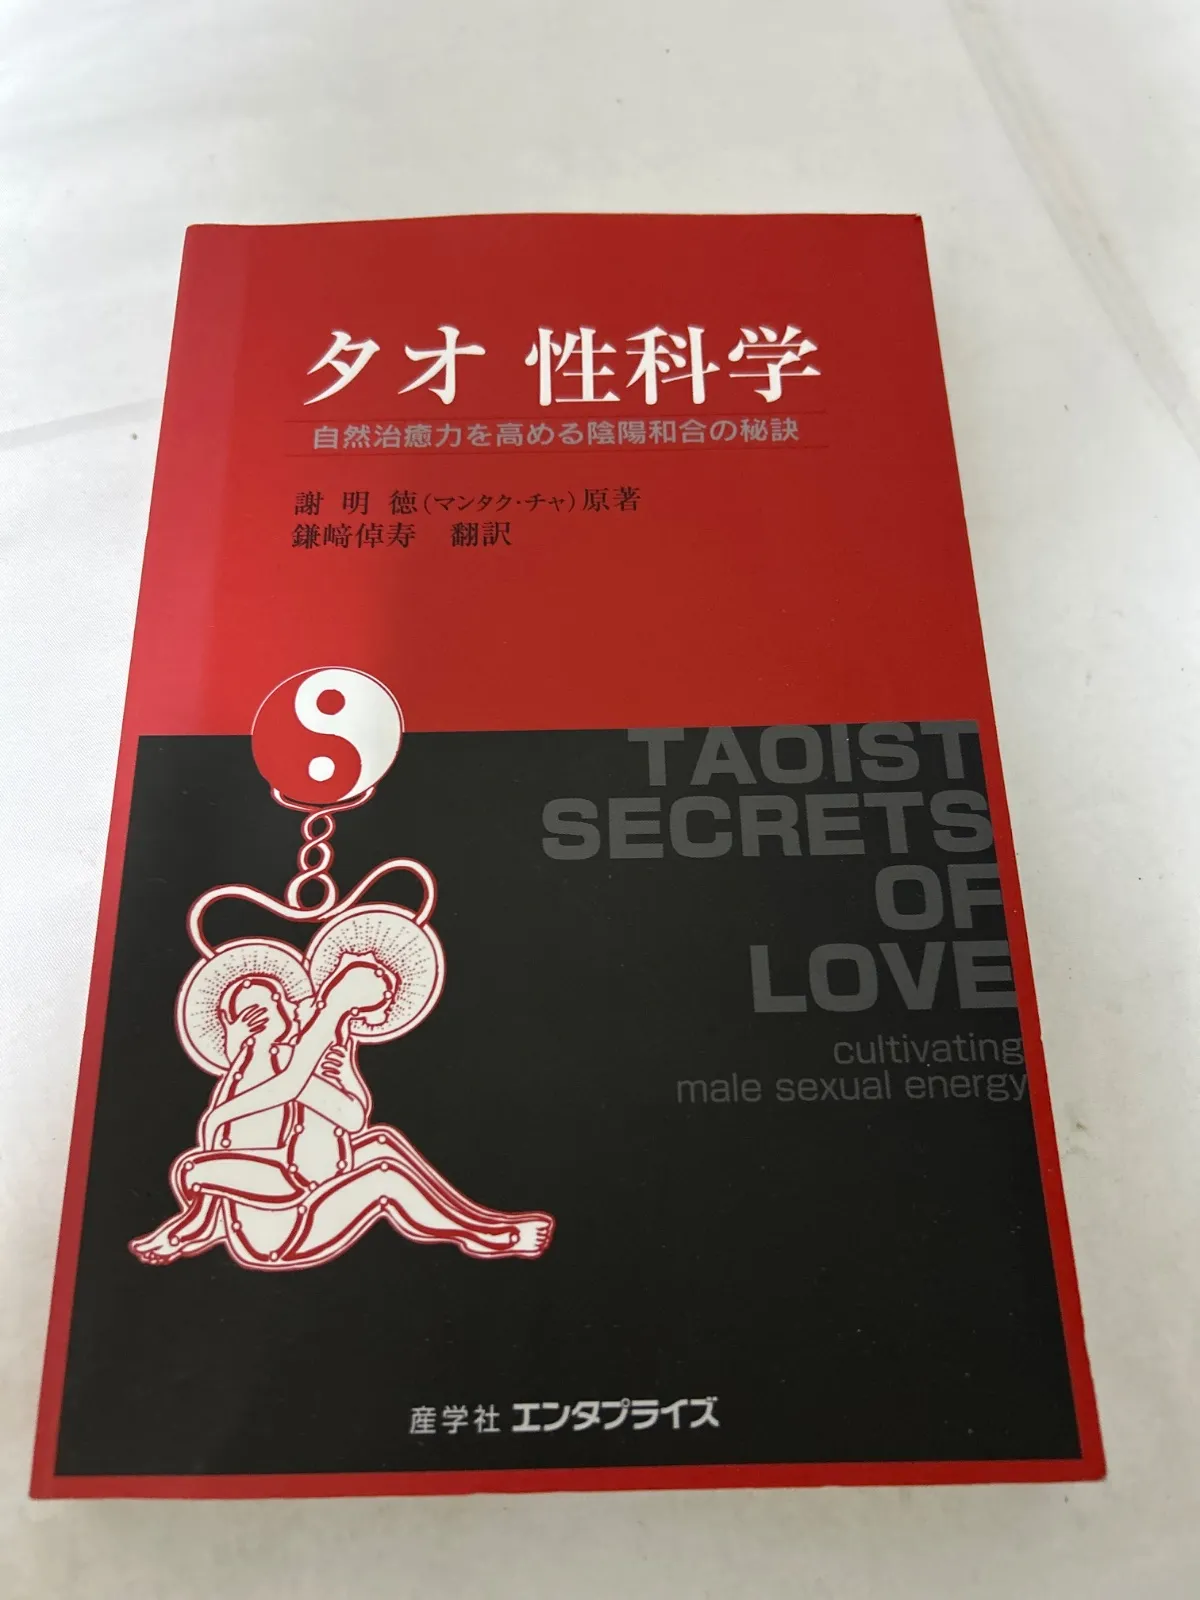 タオ 性科学
自然治癒力を高める陰陽和合の秘訣
謝 明 徳(マンタク・チャ)原著
鎌﨑倬寿 翻訳
TAOIST
SECRETS
OF
LOVE
cultivating
male sexual energy
産学社 エンタプライズ